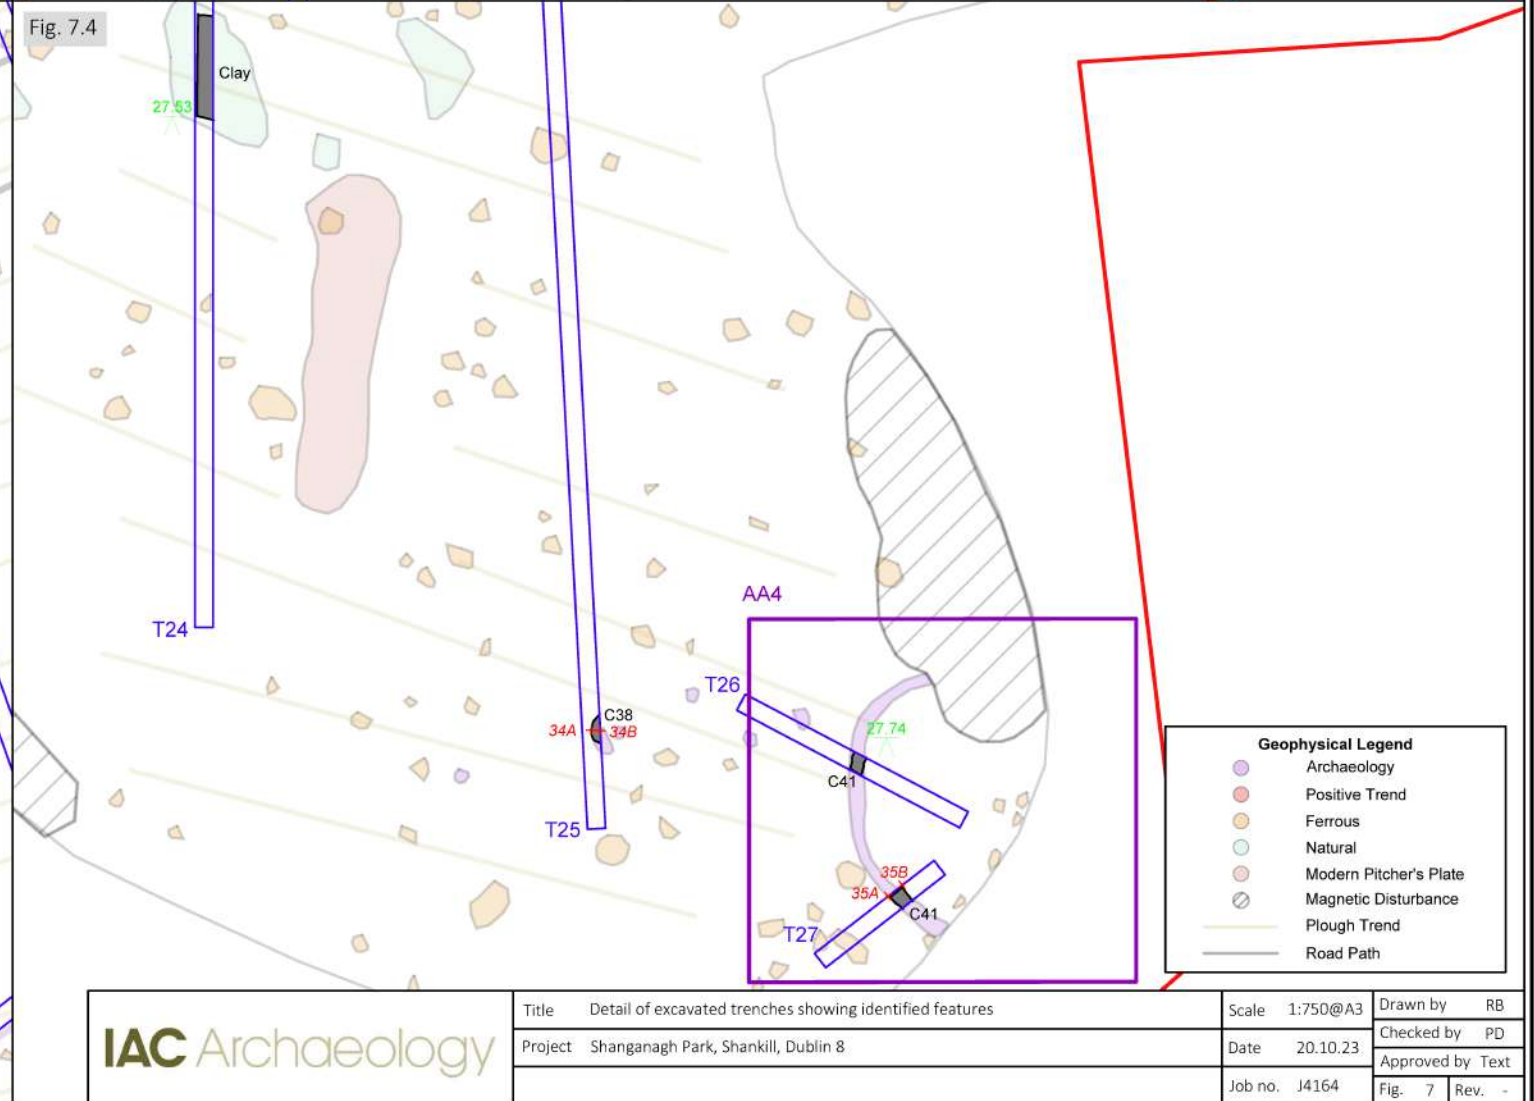 Fig. 7.4
Clay
27.53
T24
AA4
T26
C38
34A
34B
27.74
C41
T25
35B
35A
C41
T27
Geophysical Legend
Archaeology
Positive Trend
Ferrous
Natural
Modern Pitcher's Plate
Magnetic Disturbance
Plough Trend
Road Path
IAC Archaeology
Title Detail of excavated trenches showing identified features
Project Shanganagh Park, Shankill, Dublin 8
Scale 1:750@A3
Date 20.10.23
Job no. J4164
Drawn by RB
Checked by PD
Approved by Text
Fig. 7 Rev. -